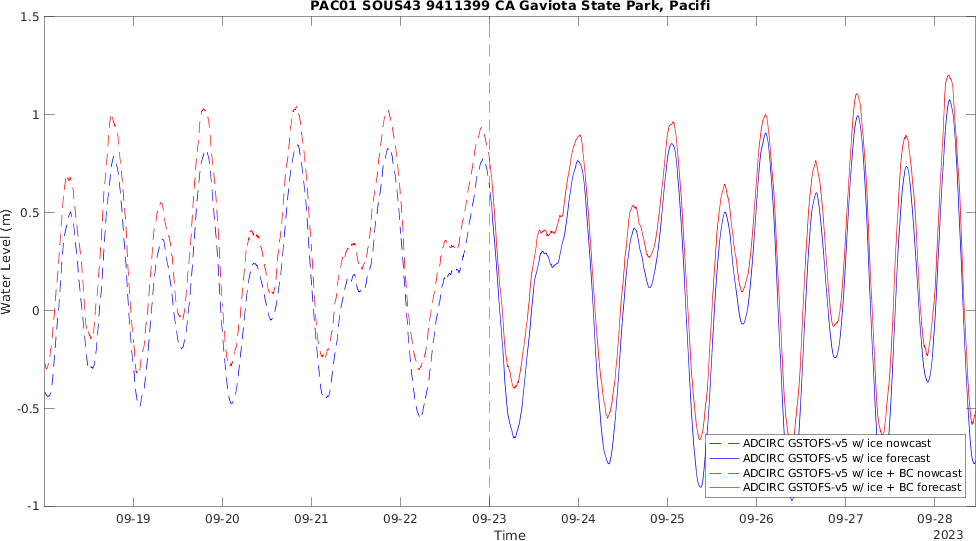 PAC01 SOUS43 9411399 CA Gaviota State Park, Pacifi
1.5
1
0.5
0
-0.5
-1
Water Level (m)
ADCIRC GSTOFS-v5 w/ ice nowcast
ADCIRC GSTOFS-v5 w/ ice forecast
ADCIRC GSTOFS-v5 w/ ice + BC nowcast
ADCIRC GSTOFS-v5 w/ ice + BC forecast
09-19 09-20 09-21 09-22 09-23 09-24 09-25 09-26 09-27 09-28
Time
2023